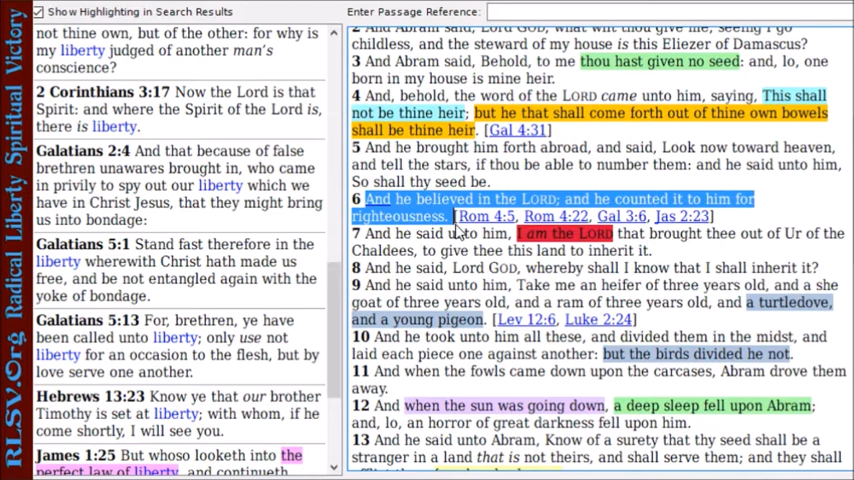 RLSV.Org Radical Liberty Spiritual Victory
Show Highlighting in Search Results
not thine own, but of the other: for why is
my liberty judged of another man's
conscience?
2 Corinthians 3:17 Now the Lord is that
Spirit: and where the Spirit of the Lord is,
there is liberty.
Galatians 2:4 And that because of false
brethren unawares brought in, who came
in privily to spy out our liberty which we
have in Christ Jesus, that they might bring
us into bondage:
Galatians 5:1 Stand fast therefore in the
liberty wherewith Christ hath made us
free, and be not entangled again with the
yoke of bondage.
Galatians 5:13 For, brethren, ye have
been called unto liberty; only use not
liberty for an occasion to the flesh, but by
love serve one another.
Hebrews 13:23 Know ye that our brother
Timothy is set at liberty; with whom, if he
come shortly, I will see you.
James 1:25 But whoso looketh into the
perfect law of liberty, and continueth
Enter Passage Reference:
2 And Abram said, Lord GOD, what wilt thou give me, seeing I go
childless, and the steward of my house is this Eliezer of Damascus?
3 And Abram said, Behold, to me thou hast given no seed: and, lo, one
born in my house is mine heir.
4 And, behold, the word of the LORD came unto him, saying, This shall
not be thine heir; but he that shall come forth out of thine own bowels
shall be thine heir. [Gal 4:31]
5 And he brought him forth abroad, and said, Look now toward heaven,
and tell the stars, if thou be able to number them: and he said unto him,
So shall thy seed be.
6 And he believed in the LORD; and he counted it to him for
righteousness. [Rom 4:5, Rom 4:22, Gal 3:6, Jas 2:23]
7 And he said unto him, I am the LORD that brought thee out of Ur of the
Chaldees, to give thee this land to inherit it.
8 And he said, Lord GOD, whereby shall I know that I shall inherit it?
9 And he said unto him, Take me an heifer of three years old, and a she
goat of three years old, and a ram of three years old, and a turtledove,
and a young pigeon. [Lev 12:6, Luke 2:24]
10 And he took unto him all these, and divided them in the midst, and
laid each piece one against another: but the birds divided he not.
11 And when the fowls came down upon the carcases, Abram drove them
away.
12 And when the sun was going down, a deep sleep fell upon Abram;
and, lo, an horror of great darkness fell upon him.
13 And he said unto Abram, Know of a surety that thy seed shall be a
stranger in a land that is not theirs, and shall serve them; and they shall